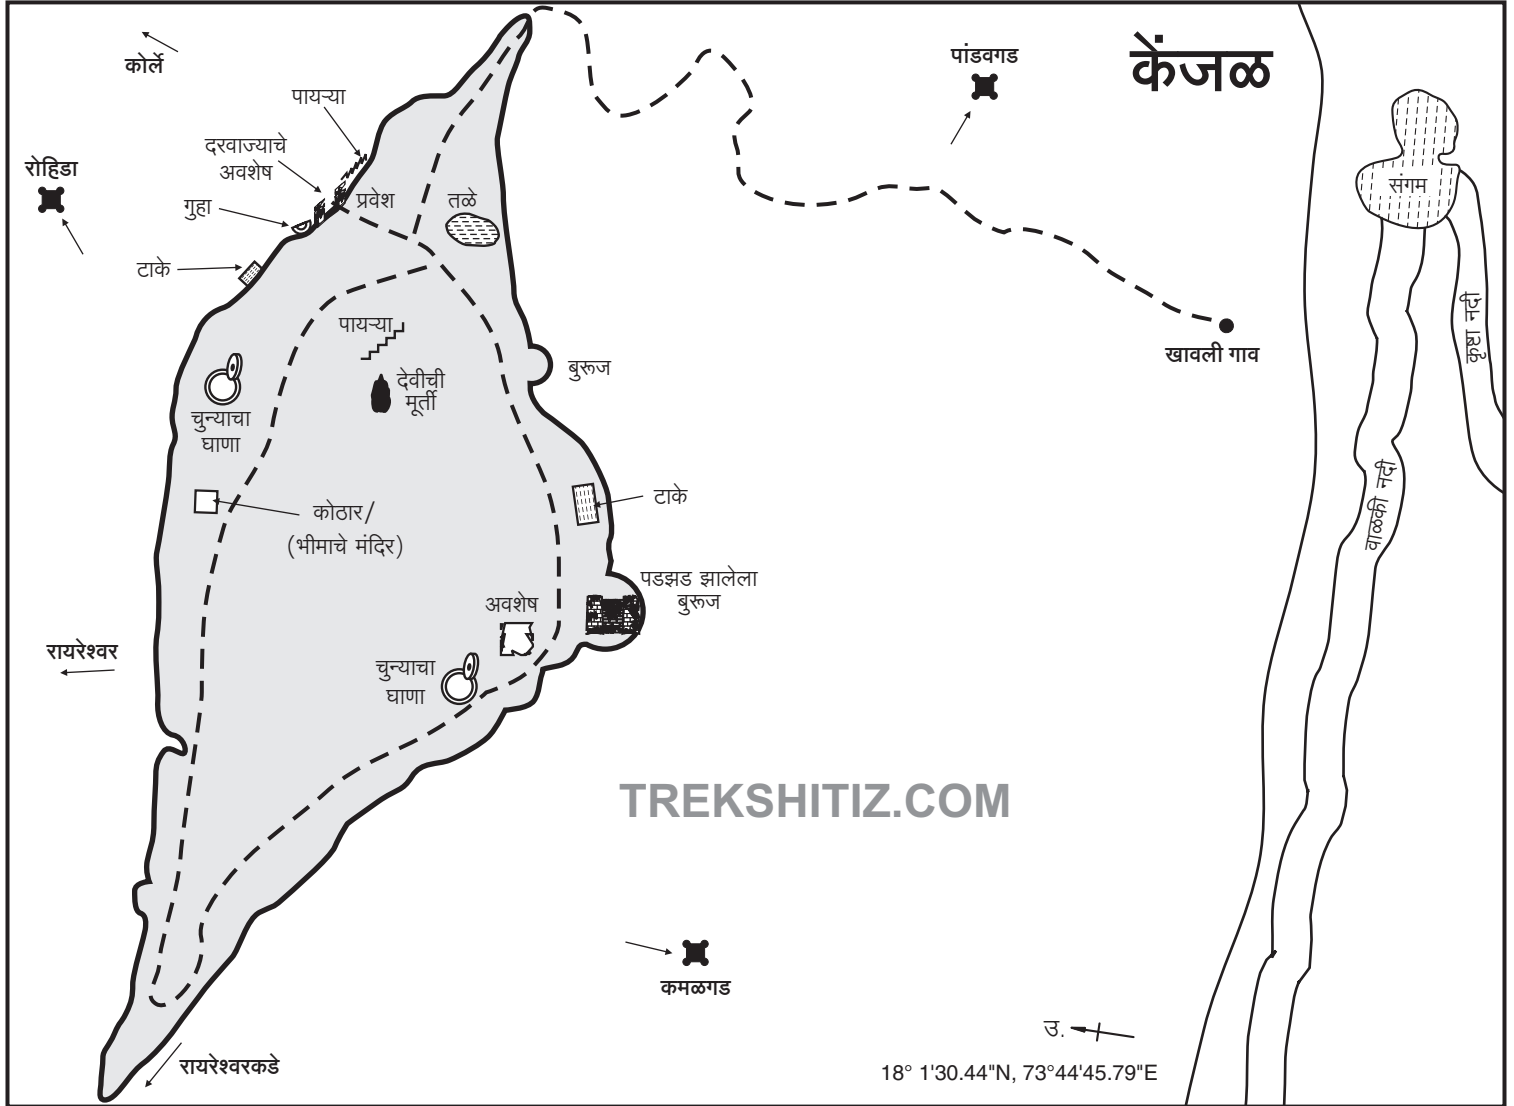 केंजळ
कोर्ले
पायऱ्या
दरवाज्याचे
अवशेष
रोहिडा
गुहा
प्रवेश
तळे
टाके
पांडवगड
संगम
पायऱ्या
देवीची
मूर्ती
बुरूज
खावली गाव
कृष्णा नदी
चुन्याचा
घाणा
कोठार/
(भीमाचे मंदिर)
टाके
वाळकी नदी
पडझड झालेला
बुरूज
अवशेष
रायरेश्वर
चुन्याचा
घाणा
TREKSHITIZ.COM
कमळगड
उ.
रायरेश्वरकडे
18° 1'30.44"N, 73°44'45.79"E